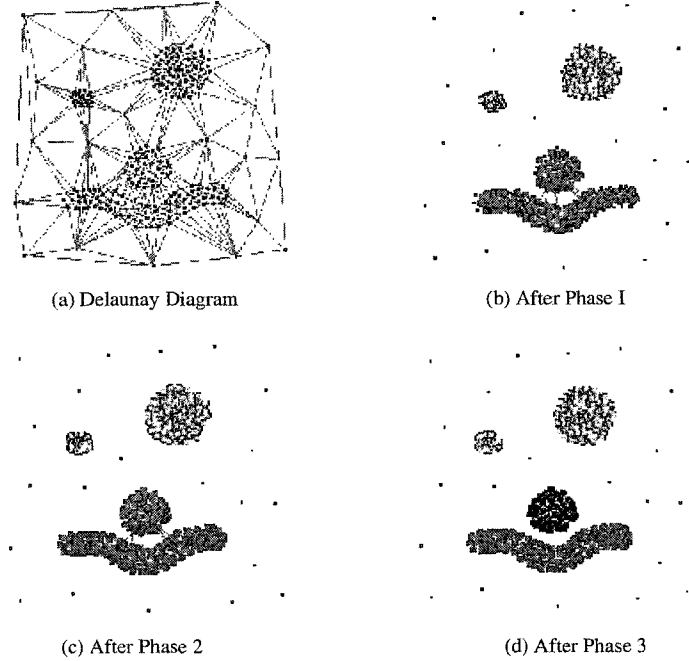 (a) Delaunay Diagram
(b) After Phase I
(c) After Phase 2
(d) After Phase 3